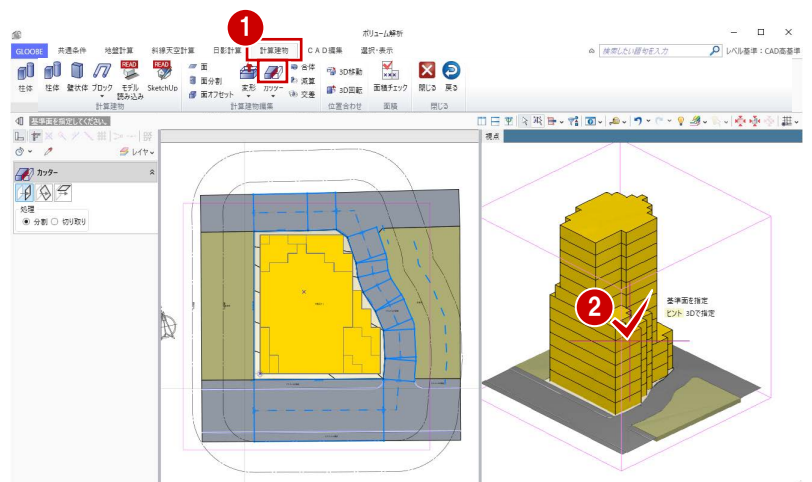 1
ボリューム解析
GLOOBE 共通条件 地盤計算 斜線天空計算 日影計算 計算建物 CAD編集 選択・表示
検索したい語句を入力 レベル基準：CAD高基準
面 合体 3D移動
面分割 減算
面オフセット 交差 3D回転
柱体 柱体 壁状体 ブロック モデル読み込み SketchUp 変形 カッター 面積チェック 閉じる 戻る
READ READ
計算建物 計算建物編集 位置合わせ 面積 閉じる
基準面を指定してください。
視点
レイヤ
カッター
処理
分割 切り取り
2
基準面を指定
ヒント 3Dで指定